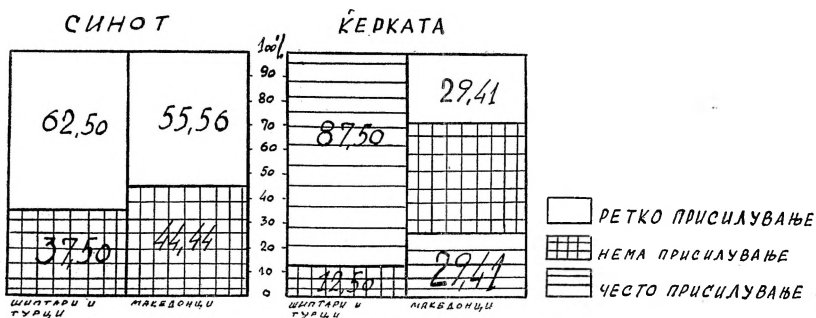 СИНОТ
ЌЕРКАТА
100%
90
80
70
60
50
40
30
20
10
0
62,50
55,56
37,50
44,44
87,50
29,41
12,50
29,41
ШИПТАРИ И
ТУРЦИ
МАКЕДОНЦИ
ШИПТАРИ И
ТУРЦИ
МАКЕДОНЦИ
РЕТКО ПРИСИЛУВАЊЕ
НЕМА ПРИСИЛУВАЊЕ
ЧЕСТО ПРИСИЛУВАЊЕ